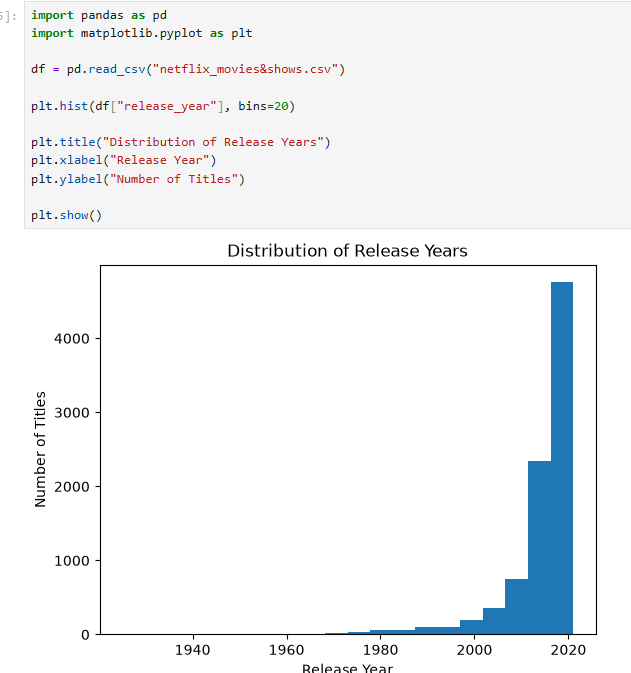 5]:
import pandas as pd
import matplotlib.pyplot as plt
df = pd.read_csv("netflix_movies&shows.csv")
plt.hist(df["release_year"], bins=20)
plt.title("Distribution of Release Years")
plt.xlabel("Release Year")
plt.ylabel("Number of Titles")
plt.show()
Distribution of Release Years
Number of Titles
4000
3000
2000
1000
0
1940 1960 1980 2000 2020
Release Year